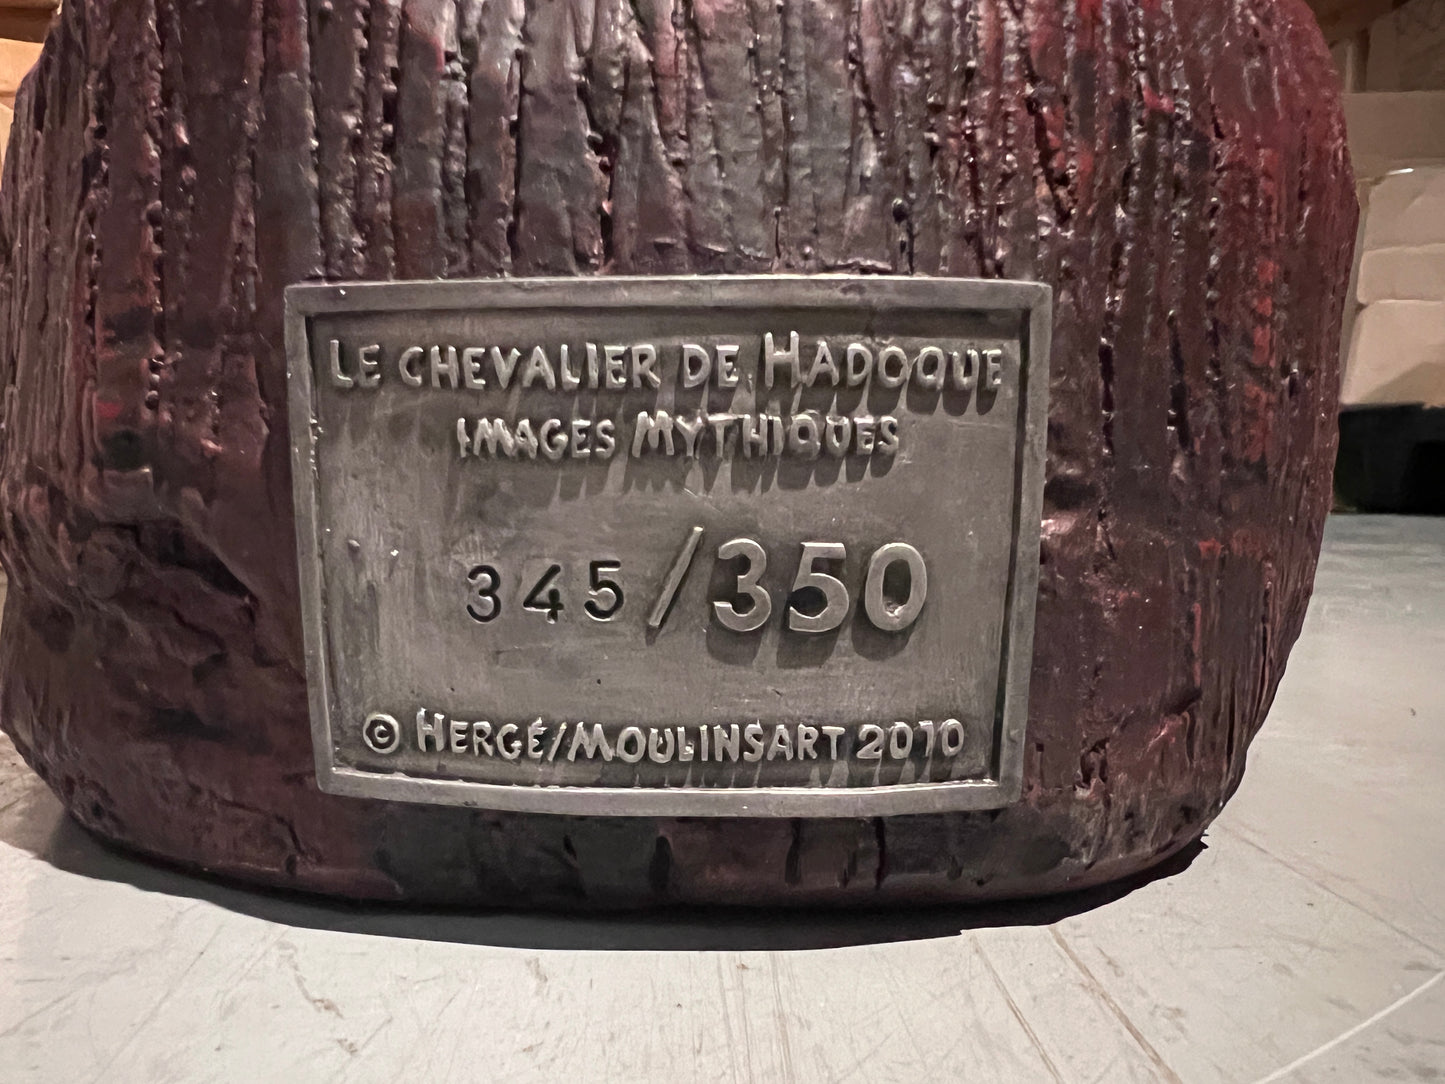 LE CHEVALIER DE HADOQUE
IMAGES MYTHIQUES
345/350
© HERGÉ/MOULINSART 2010